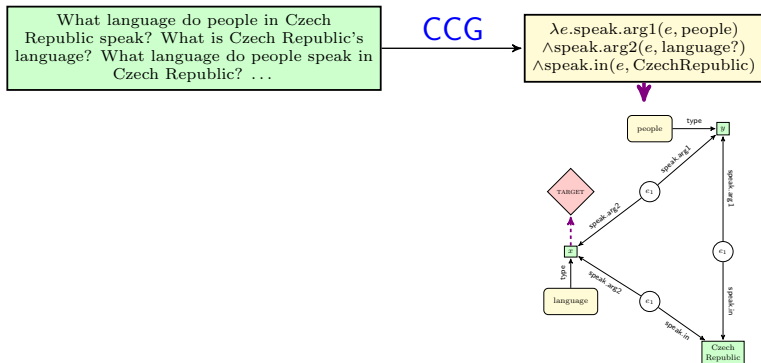 What language do people in Czech
Republic speak? What is Czech Republic's
language? What language do people speak in
Czech Republic? ...
CCG
λe.speak.arg1(e, people)
∧speak.arg2(e, language?)
∧speak.in(e, CzechRepublic)
people
type
y
speak.arg1
speak.arg1
TARGET
e₁
speak.arg2
x
e₁
type
speak.arg2
language
e₁
speak.in
speak.in
Czech
Republic